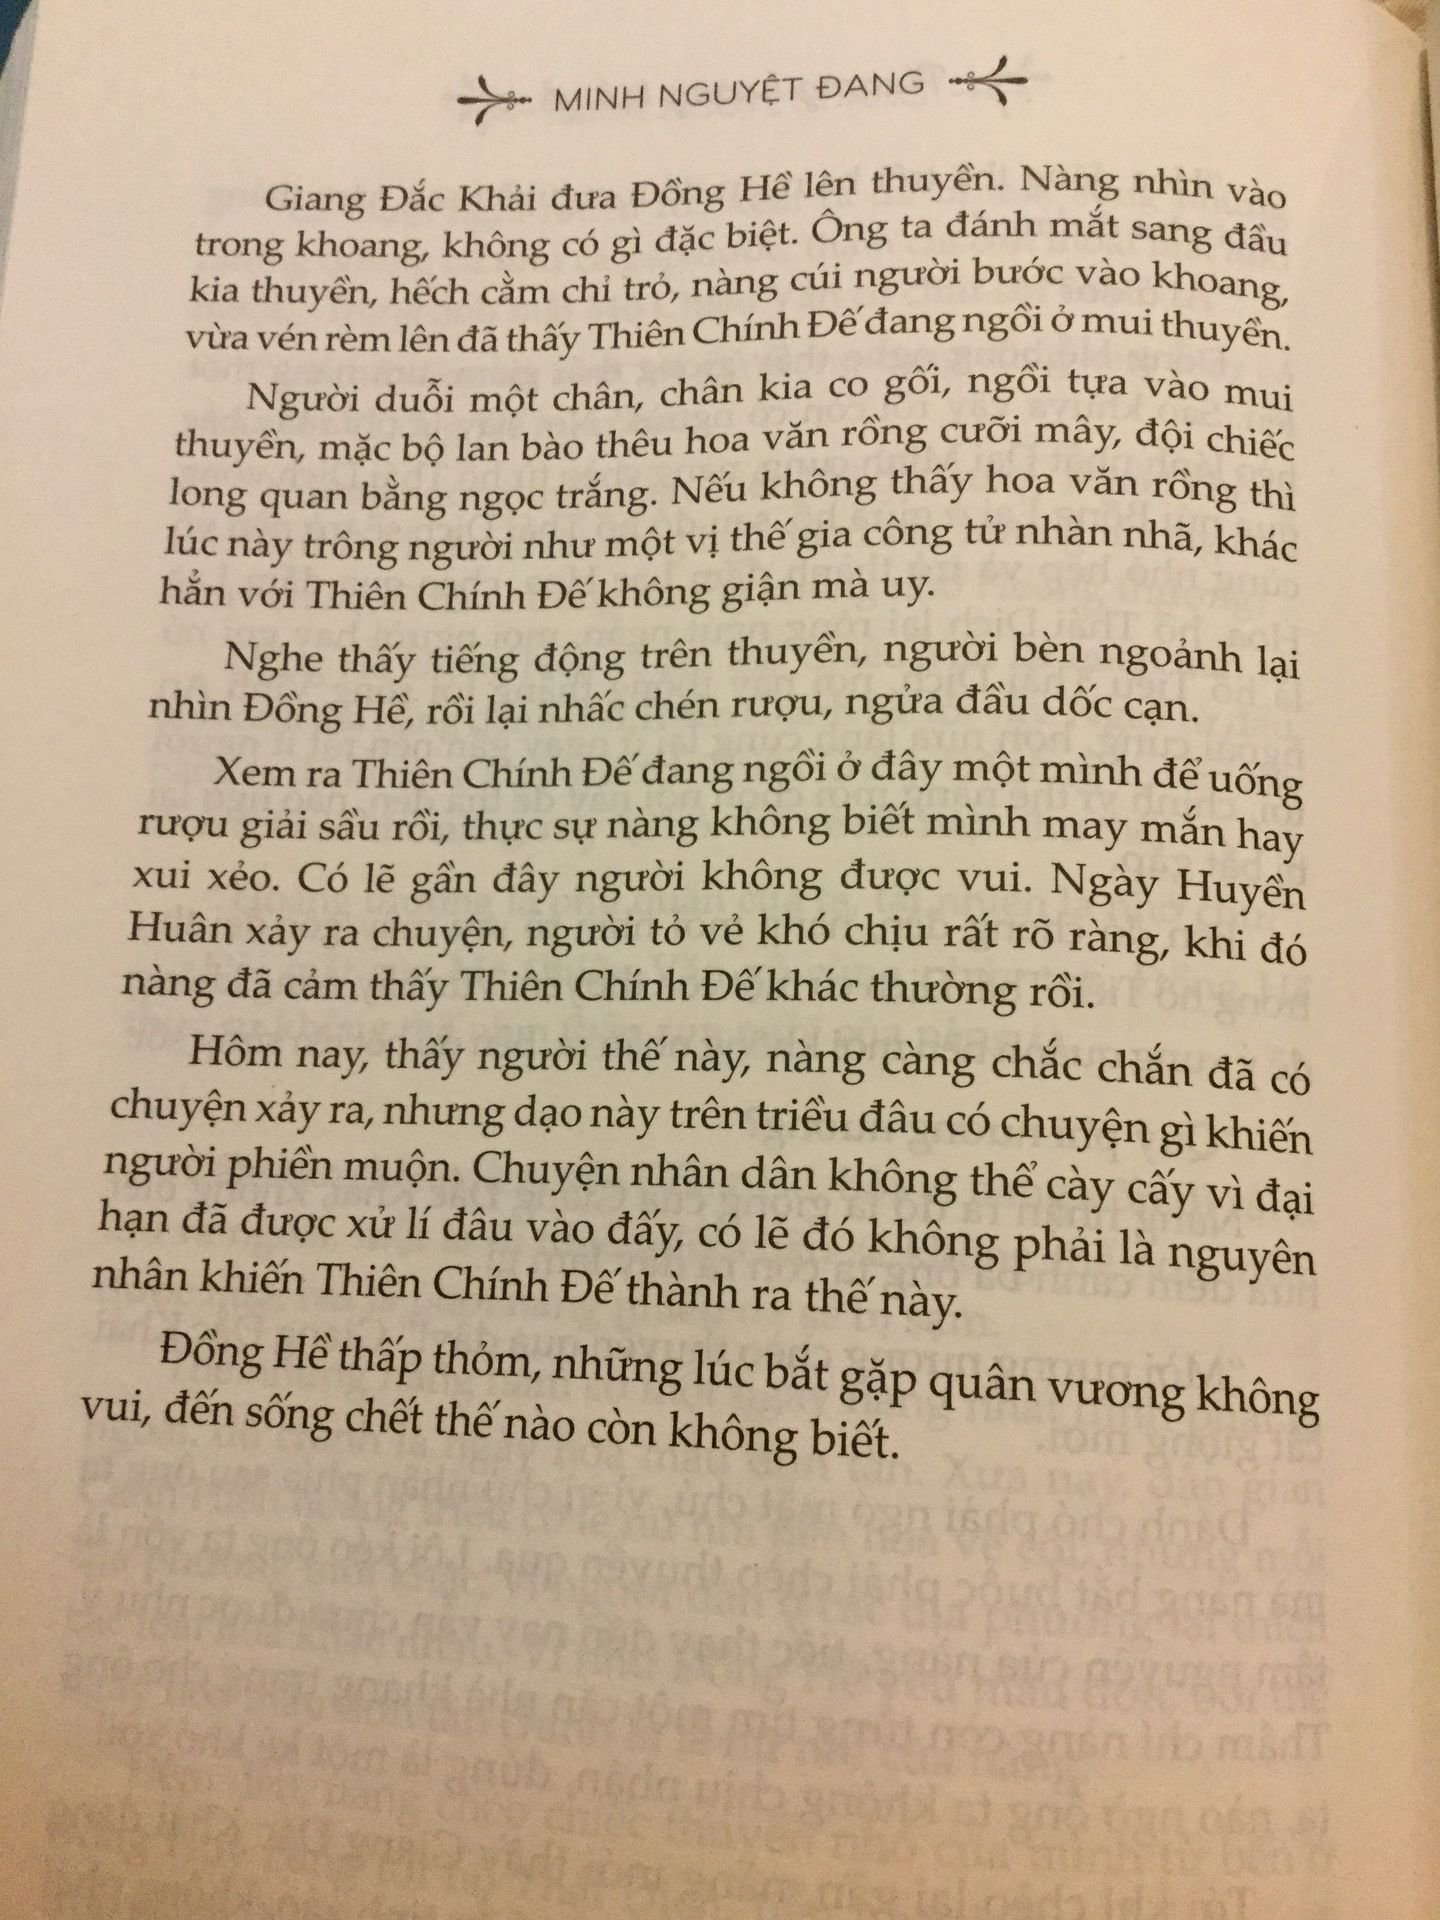 MINH NGUYỆT ĐANG
Giang Đắc Khải đưa Đồng Hề lên thuyền. Nàng nhìn vào
trong khoang, không có gì đặc biệt. Ông ta đánh mắt sang đầu
kia thuyền, hếch cằm chỉ trỏ, nàng cúi người bước vào khoang,
vừa vén rèm lên đã thấy Thiên Chính Đế đang ngồi ở mui thuyền.
Người duỗi một chân, chân kia co gối, ngồi tựa vào mui
thuyền, mặc bộ lan bào thêu hoa văn rồng cưỡi mây, đội chiếc
long quan bằng ngọc trắng. Nếu không thấy hoa văn rồng thì
lúc này trông người như một vị thế gia công tử nhàn nhã, khác
hẳn với Thiên Chính Đế không giận mà uy.
Nghe thấy tiếng động trên thuyền, người bèn ngoảnh lại
nhìn Đồng Hề, rồi lại nhấc chén rượu, ngửa đầu dốc cạn.
Xem ra Thiên Chính Đế đang ngồi ở đây một mình để uống
rượu giải sầu rồi, thực sự nàng không biết mình may mắn hay
xui xẻo. Có lẽ gần đây người không được vui. Ngày Huyền
Huân xảy ra chuyện, người tỏ vẻ khó chịu rất rõ ràng, khi đó
nàng đã cảm thấy Thiên Chính Đế khác thường rồi.
Hôm nay, thấy người thế này, nàng càng chắc chắn đã có
chuyện xảy ra, nhưng dạo này trên triều đâu có chuyện gì khiến
người phiền muộn. Chuyện nhân dân không thể cày cấy vì đại
hạn đã được xử lí đâu vào đấy, có lẽ đó không phải là nguyên
nhân khiến Thiên Chính Đế thành ra thế này.
Đồng Hề thấp thỏm, những lúc bắt gặp quân vương không
vui, đến sống chết thế nào còn không biết.